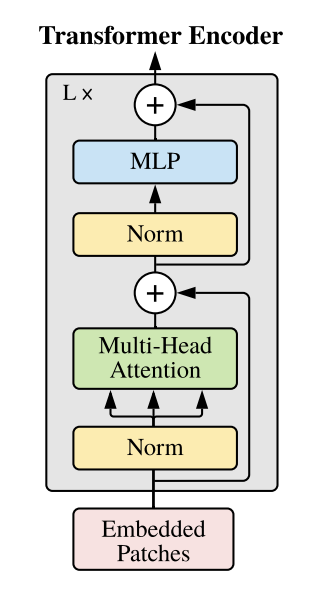 Transformer Encoder
L ×
+
MLP
Norm
+
Multi-Head
Attention
Norm
Embedded
Patches